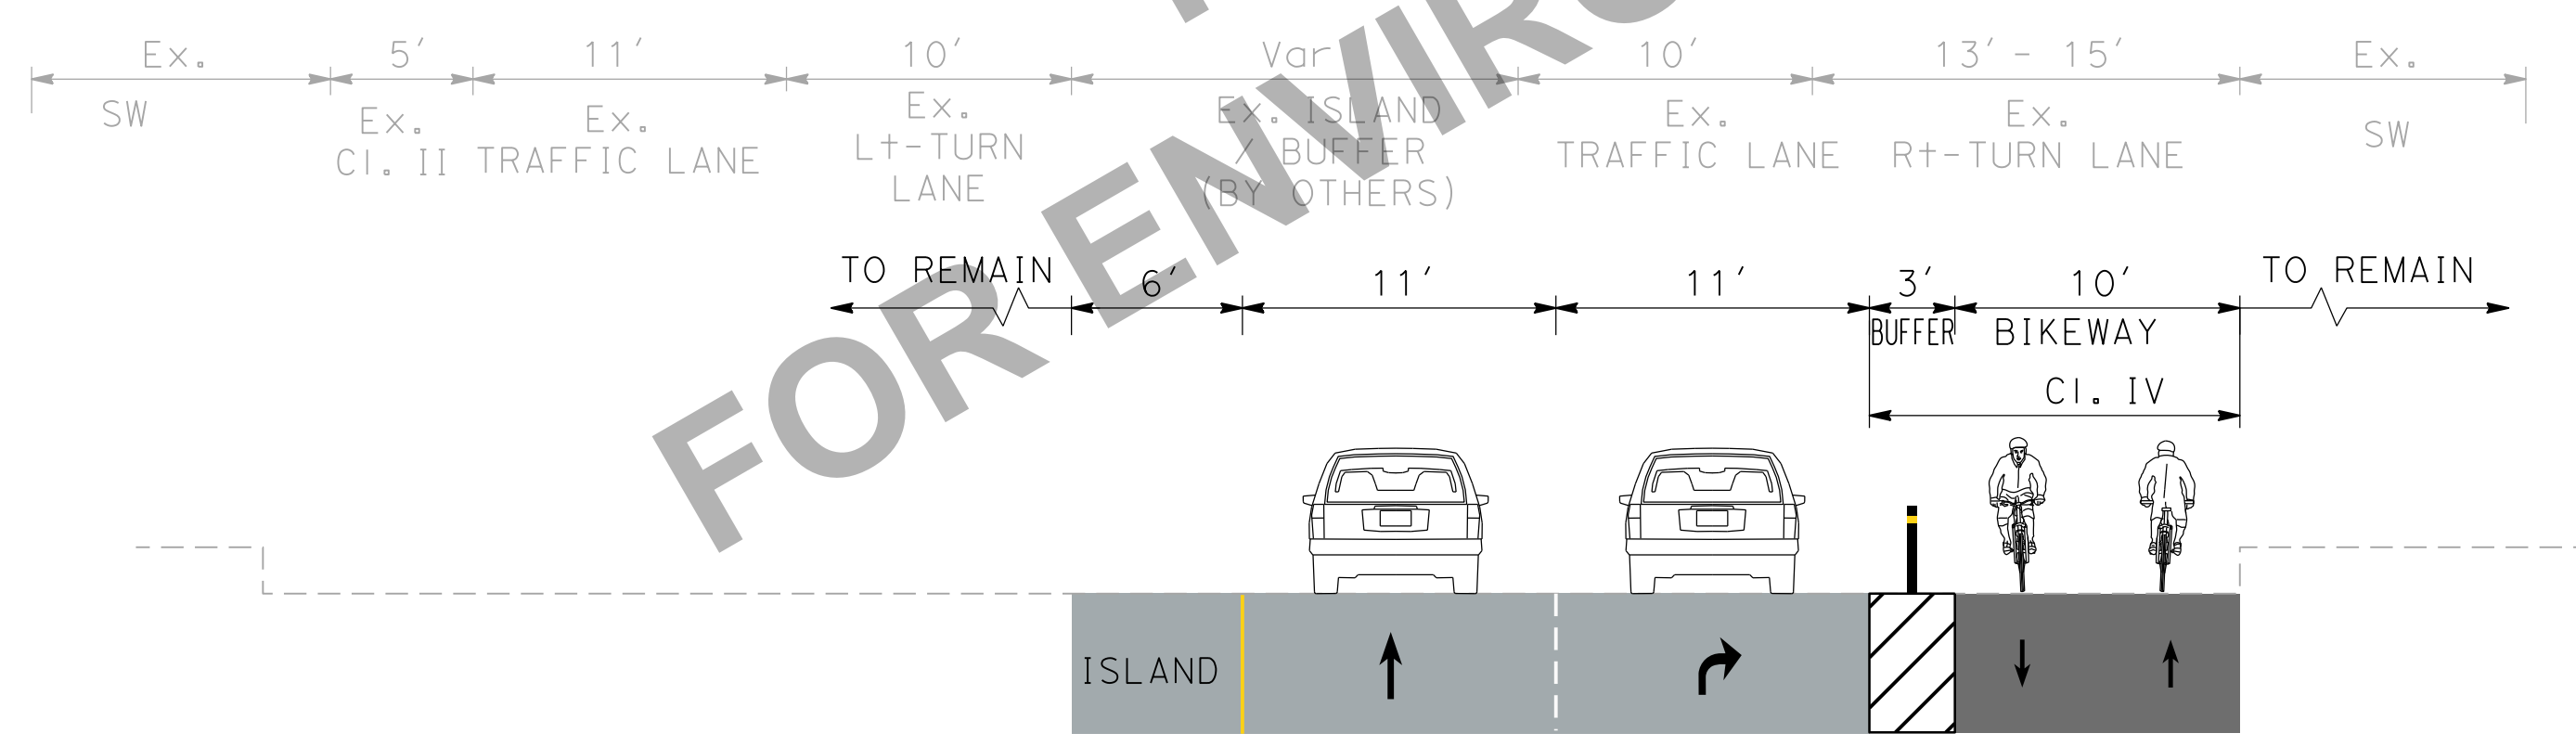 Ex. 5′ 11′ 10′ Var 10′ 13′ - 15′ Ex.
SW Ex. Ex. Ex. Ex. ISLAND Ex. Ex. SW
Cl. II TRAFFIC LANE Lt-TURN / BUFFER TRAFFIC LANE Rt-TURN LANE
LANE (BY OTHERS)
TO REMAIN 6′ 11′ 11′ 3′ 10′ TO REMAIN
BUFFER BIKEWAY
Cl. IV
FOR ENVIRO
ISLAND